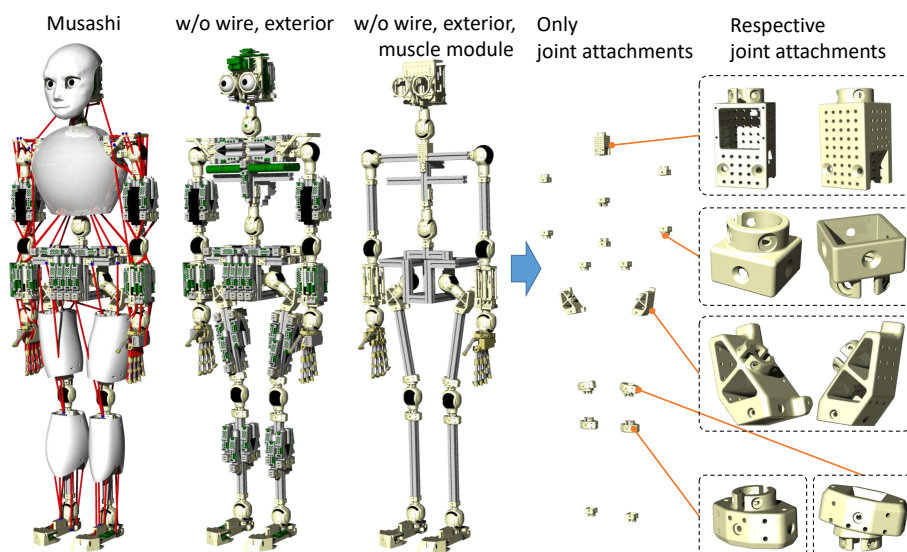 Musashi
w/o wire, exterior
w/o wire, exterior,
muscle module
Only
joint attachments
Respective
joint attachments